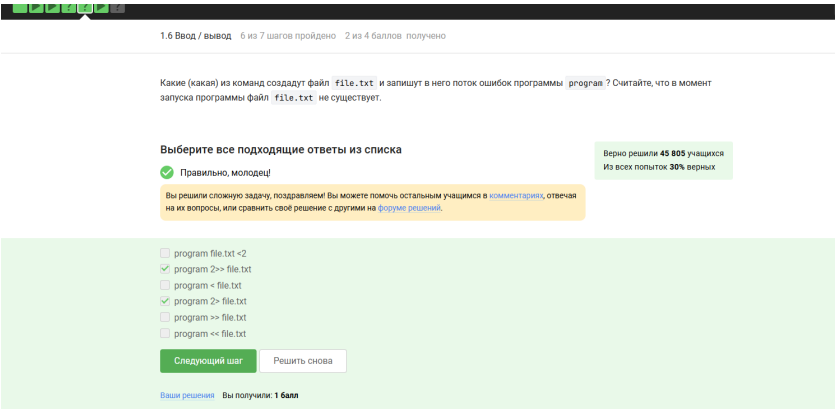 1.6 Ввод / вывод 6 из 7 шагов пройдено 2 из 4 баллов получено
Какие (какая) из команд создадут файл file.txt и запишут в него поток ошибок программы program ? Считайте, что в момент
запуска программы файл file.txt не существует.
Выберите все подходящие ответы из списка
Правильно, молодец!
Верно решили 45 805 учащихся
Из всех попыток 30% верных
Вы решили сложную задачу, поздравляем! Вы можете помочь остальным учащимся в комментариях, отвечая
на их вопросы, или сравнить своё решение с другими на форуме решений.
program file.txt <2
program 2>> file.txt
program < file.txt
program 2> file.txt
program >> file.txt
program << file.txt
Следующий шаг Решить снова
Ваши решения Вы получили: 1 балл